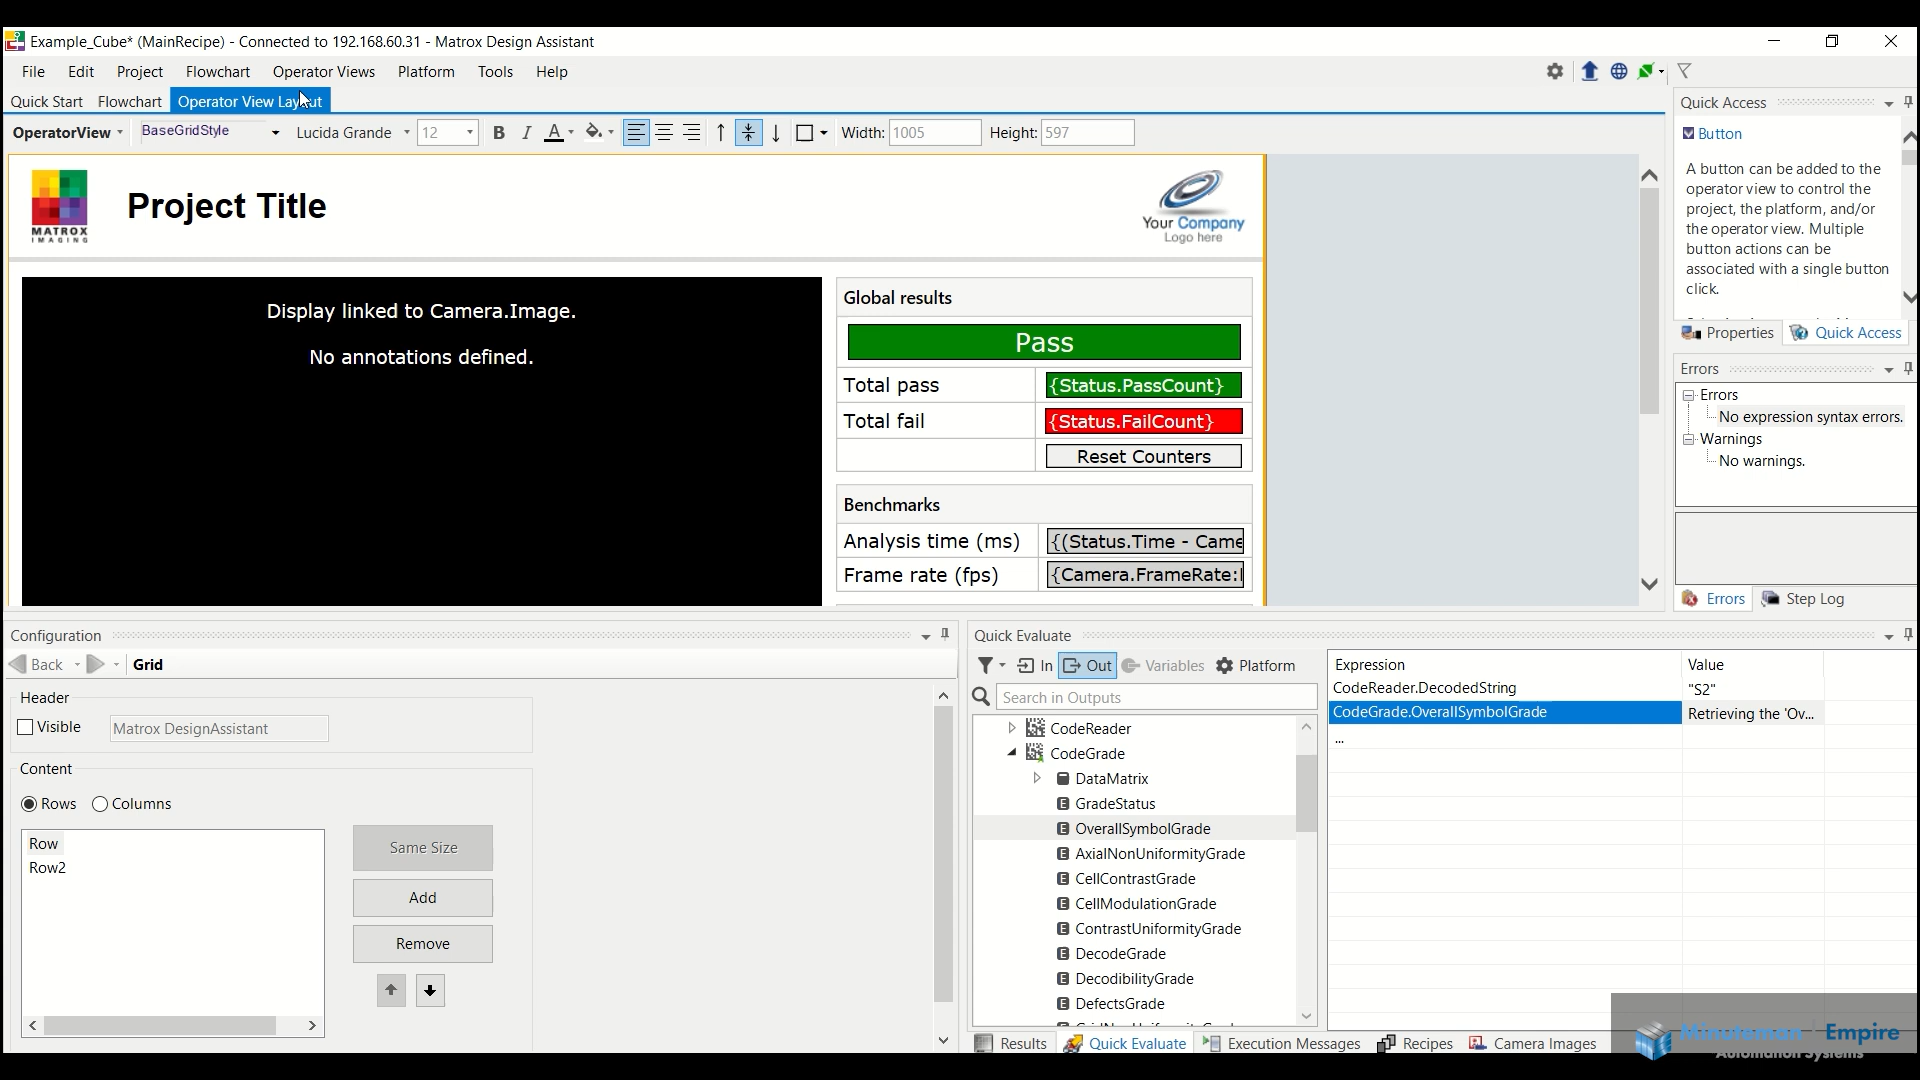 Example_Cube* (MainRecipe) - Connected to 192.168.60.31 - Matrox Design Assistant
File Edit Project Flowchart Operator Views Platform Tools Help
Quick Start Flowchart Operator View Layout
OperatorView BaseGridStyle Lucida Grande 12 B I A Width: 1005 Height: 597
MATROX
IMAGING
Project Title
Your Company
Logo here
Display linked to Camera.Image.
No annotations defined.
Global results
Pass
Total pass {Status.PassCount}
Total fail {Status.FailCount}
Reset Counters
Benchmarks
Analysis time (ms) {(Status.Time - Came
Frame rate (fps) {Camera.FrameRate:
Quick Access
Button
A button can be added to the
operator view to control the
project, the platform, and/or
the operator view. Multiple
button actions can be
associated with a single button
click.
Properties Quick Access
Errors
Errors
No expression syntax errors.
Warnings
No warnings.
Errors Step Log
Configuration
Back Grid
Header
Visible Matrox DesignAssistant
Content
Rows Columns
Row
Row2
Same Size
Add
Remove
Quick Evaluate
In Out Variables Platform
Search in Outputs
CodeReader
CodeGrade
DataMatrix
E GradeStatus
E OverallSymbolGrade
E AxialNonUniformityGrade
E CellContrastGrade
E CellModulationGrade
E ContrastUniformityGrade
E DecodeGrade
E DecodibilityGrade
E DefectsGrade
Expression Value
CodeReader.DecodedString "S2"
CodeGrade.OverallSymbolGrade Retrieving the 'Ov...
...
Results Quick Evaluate Execution Messages Recipes Camera Images
Minuteman Empire
Automation Systems